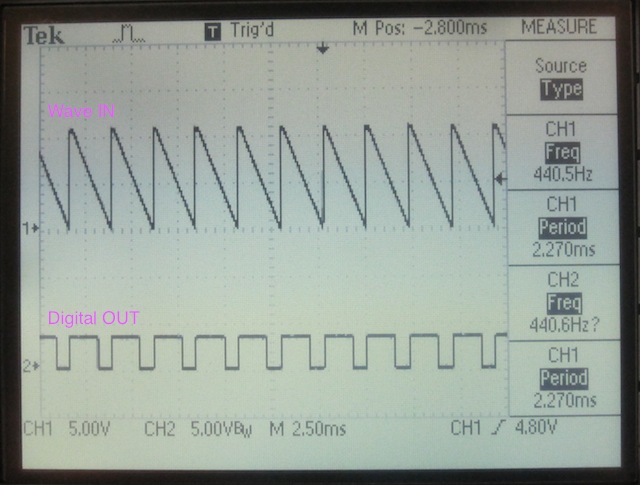 Tek T Trig'd M Pos: -2.800ms MEASURE
Source
Type
Wave IN
CH1
Freq
440.5Hz
1
CH1
Period
2.270ms
CH2
Freq
440.6Hz?
Digital OUT
CH1
Period
2.270ms
2
CH1 5.00V CH2 5.00VBW M 2.50ms CH1 4.80V